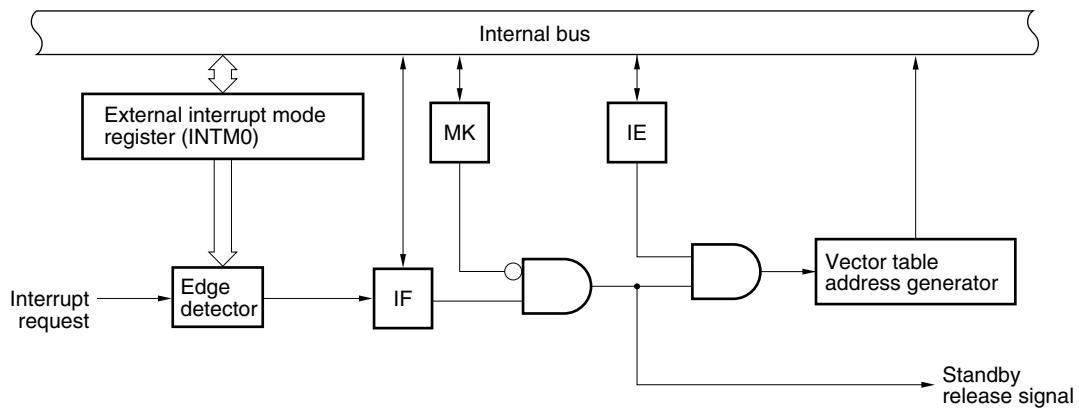 Internal bus
External interrupt mode
register (INTM0)
MK
IE
Interrupt
request
Edge
detector
IF
Vector table
address generator
Standby
release signal